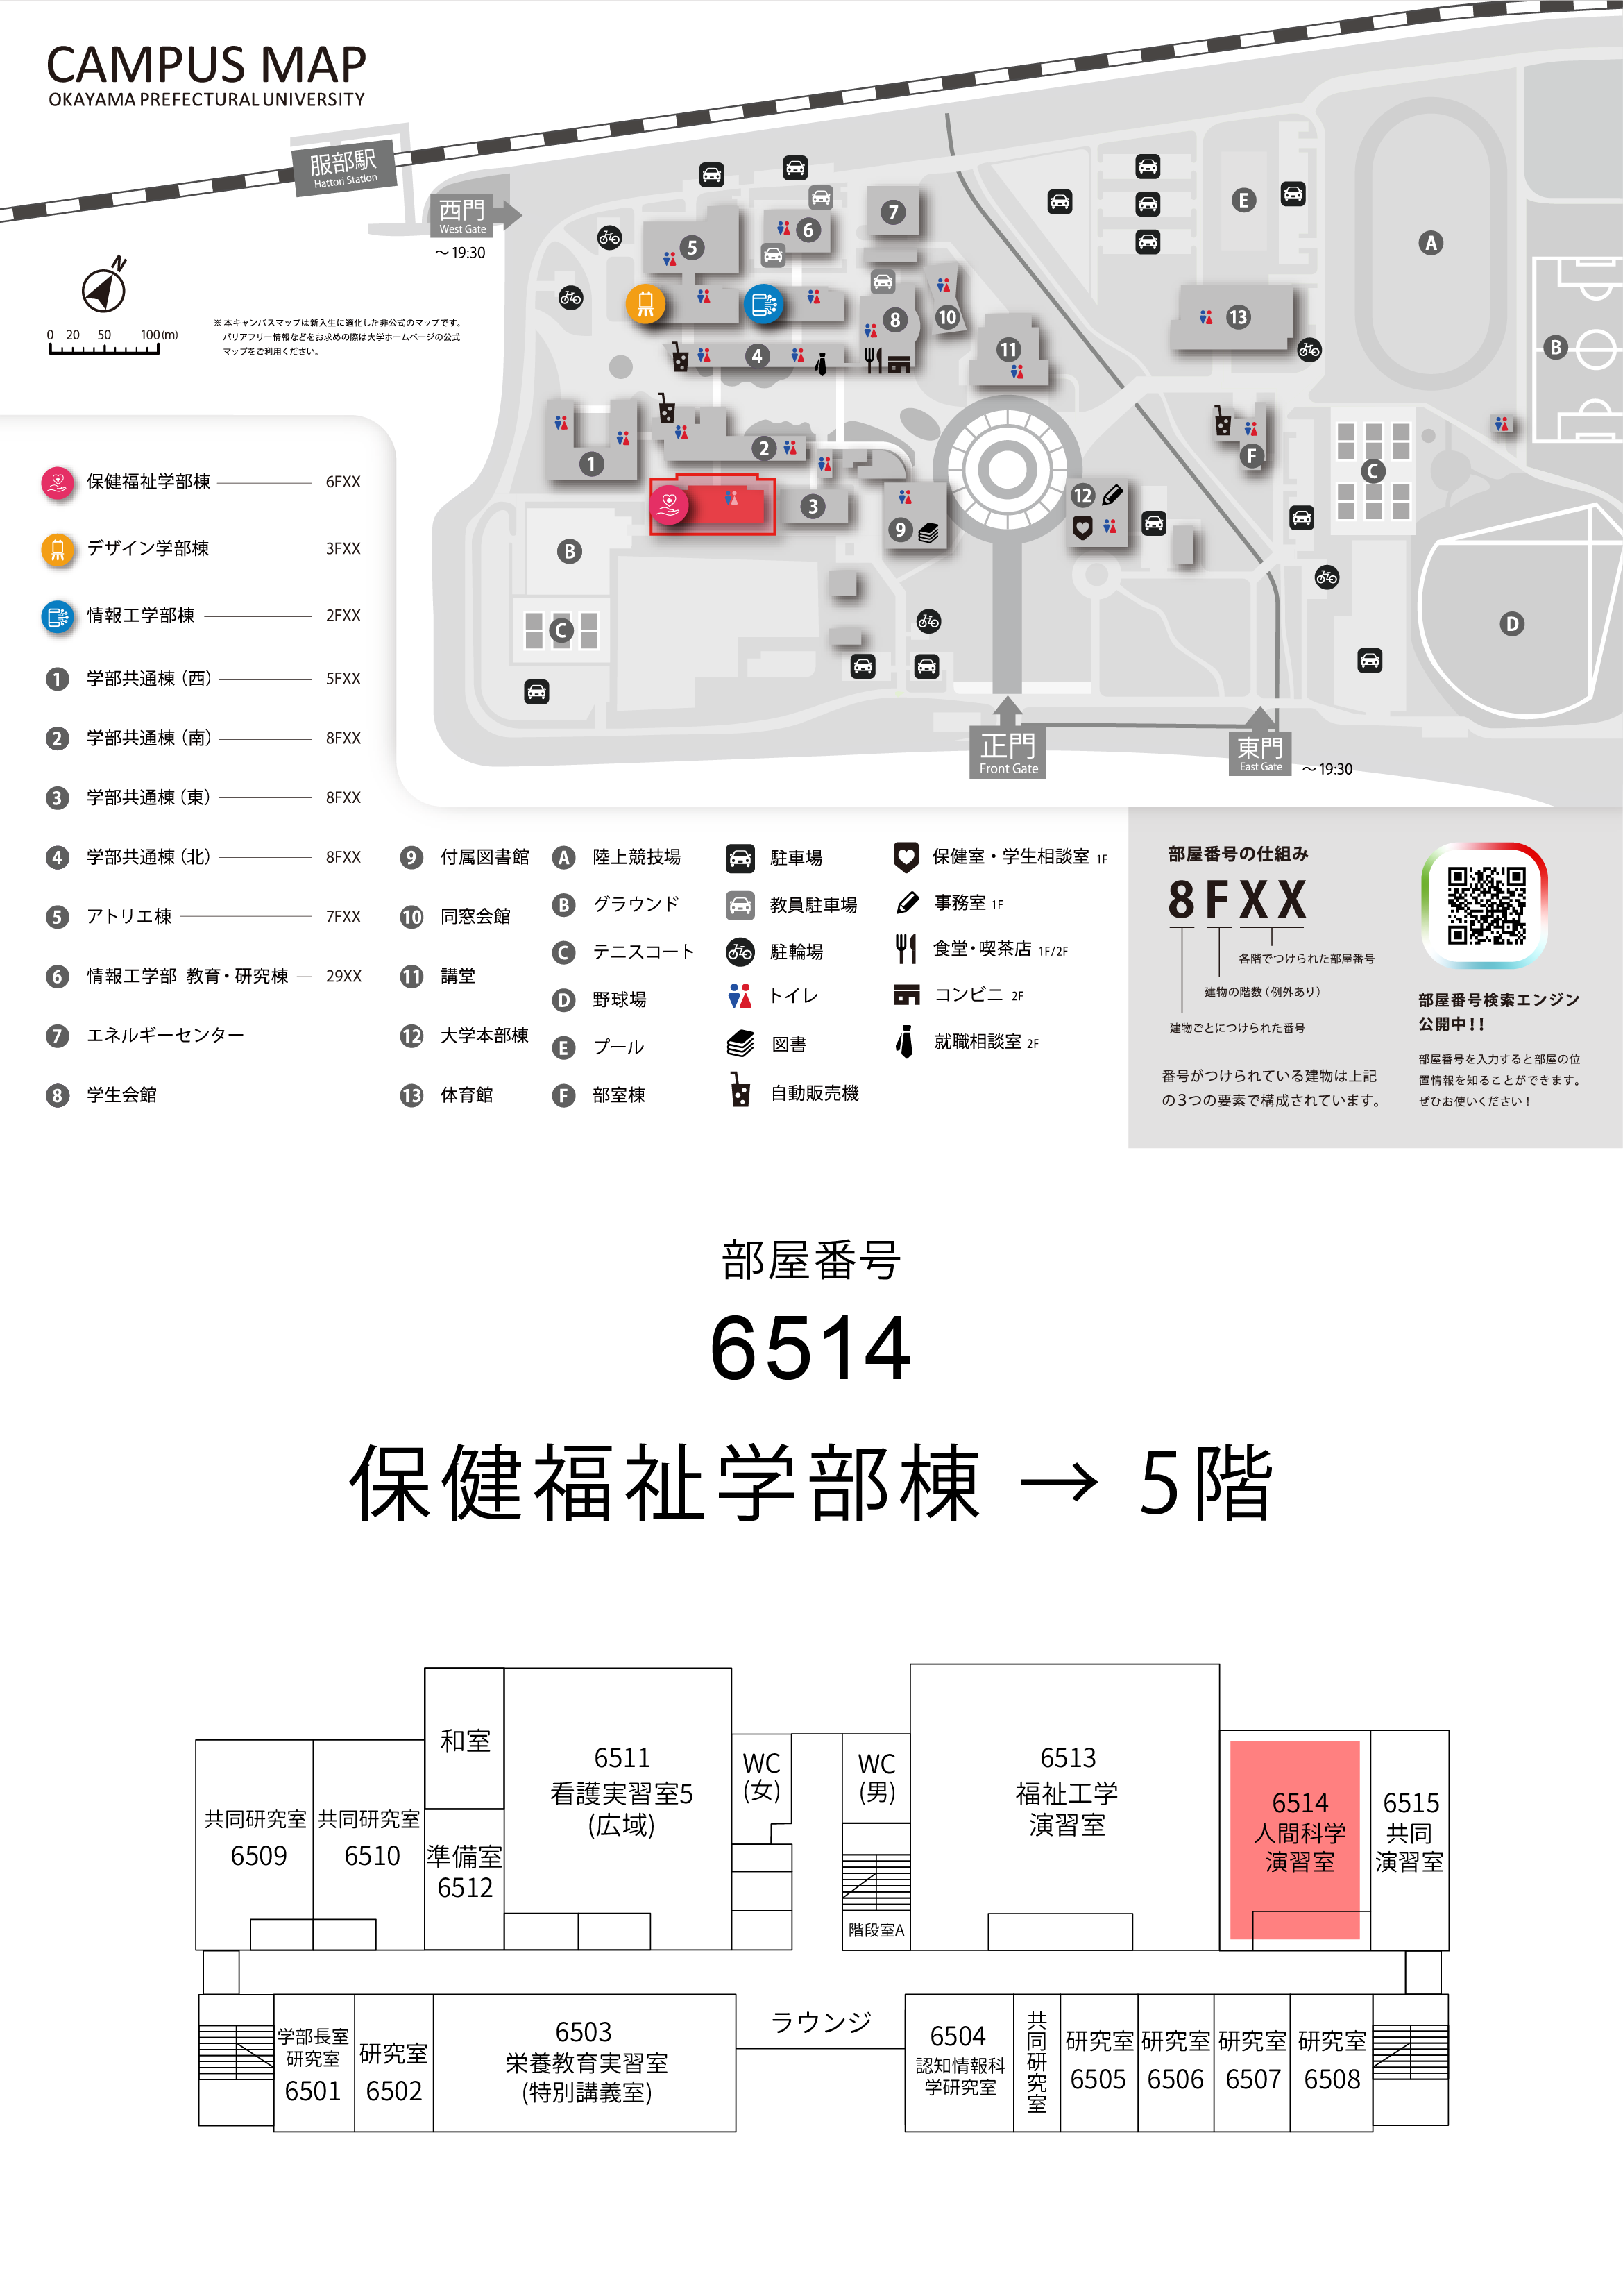 CAMPUS MAP
OKAYAMA PREFECTURAL UNIVERSITY
服部駅
Hattori Station
西門
West Gate
～19:30
N
0 20 50 100(m)
※本キャンパスマップは新入生に適化した非公式のマップです。
バリアフリー情報などをお求めの際は大学ホームページの公式
マップをご利用ください。
5
6
7
8
10
4
11
13
E
A
B
1
2
3
9
12
F
C
B
C
D
正門
Front Gate
東門
East Gate
～19:30
保健福祉学部棟 6FXX
デザイン学部棟 3FXX
情報工学部棟 2FXX
1 学部共通棟（西） 5FXX
2 学部共通棟（南） 8FXX
3 学部共通棟（東） 8FXX
4 学部共通棟（北） 8FXX
5 アトリエ棟 7FXX
6 情報工学部 教育・研究棟 29XX
7 エネルギーセンター
8 学生会館
9 付属図書館
10 同窓会館
11 講堂
12 大学本部棟
13 体育館
A 陸上競技場
B グラウンド
C テニスコート
D 野球場
E プール
F 部室棟
駐車場
教員駐車場
駐輪場
トイレ
図書
自動販売機
保健室・学生相談室 1F
事務室 1F
食堂・喫茶店 1F/2F
コンビニ 2F
就職相談室 2F
部屋番号の仕組み
8FXX
各階でつけられた部屋番号
建物の階数（例外あり）
建物ごとにつけられた番号
番号がつけられている建物は上記
の3つの要素で構成されています。
部屋番号検索エンジン
公開中!!
部屋番号を入力すると部屋の位
置情報を知ることができます。
ぜひお使いください！
部屋番号
6514
保健福祉学部棟 → 5階
共同研究室
6509
共同研究室
6510
和室
準備室
6512
6511
看護実習室5
(広域)
WC
(女)
WC
(男)
階段室A
6513
福祉工学
演習室
6514
人間科学
演習室
6515
共同
演習室
学部長室
研究室
6501
研究室
6502
6503
栄養教育実習室
(特別講義室)
ラウンジ
6504
認知情報科
学研究室
共同研究室
研究室
6505
研究室
6506
研究室
6507
研究室
6508